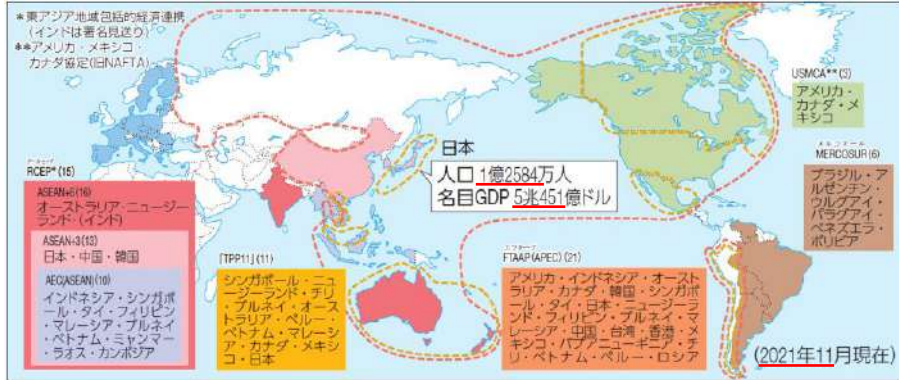 *東アジア地域包括的経済連携
(インドは署名見送り)
**アメリカ・メキシコ・
カナダ協定(旧NAFTA)
日本
人口 1億2584万人
名目GDP 5兆451億ドル
USMCA** (3)
アメリカ・
カナダ・メ
キシコ
MERCOSUR (6)
ブラジル・ア
ルゼンチン・
ウルグアイ・
パラグアイ・
ベネズエラ・
ボリビア
RCEP* (15)
ASEAN+6(16)
オーストラリア・ニュージー
ランド・(インド)
ASEAN+3(13)
日本・中国・韓国
AEC(ASEAN)(10)
インドネシア・シンガポ
ール・タイ・フィリピン
・マレーシア・ブルネイ
・ベトナム・ミャンマー
・ラオス・カンボジア
「TPP11」(11)
シンガポール・ニュ
ージーランド・チリ
・ブルネイ・オース
トラリア・ペルー・
ベトナム・マレーシ
ア・カナダ・メキシ
コ・日本
FTAAP(APEC) (21)
アメリカ・インドネシア・オースト
ラリア・カナダ・韓国・シンガポ
ール・タイ・日本・ニュージーラ
ンド・フィリピン・ブルネイ・マ
レーシア・中国・台湾・香港・メ
キシコ・パプアニューギニア・チ
リ・ベトナム・ペルー・ロシア
(2021年11月現在)